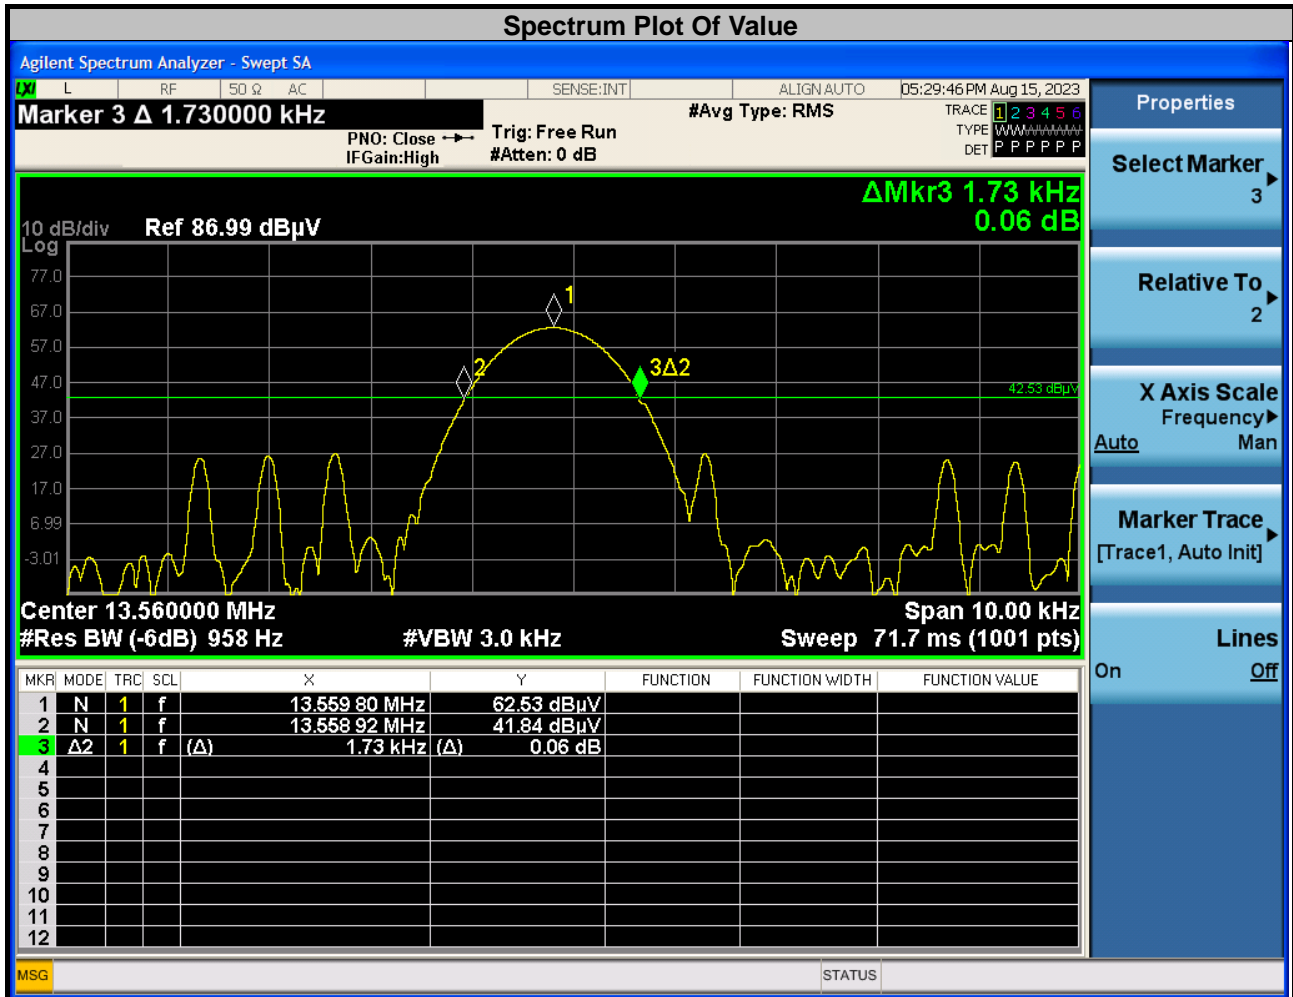 Spectrum Plot Of Value
Agilent Spectrum Analyzer - Swept SA
LXI L RF 50 Ω AC SENSE:INT ALIGN AUTO 05:29:46 PM Aug 15, 2023
Marker 3 Δ 1.730000 kHz
PNO: Close
IFGain:High
Trig: Free Run
#Atten: 0 dB
#Avg Type: RMS
TRACE 1 2 3 4 5 6
TYPE WWWWWWW
DET P P P P P P
ΔMkr3 1.73 kHz
0.06 dB
10 dB/div Ref 86.99 dBµV
Log
77.0
67.0
57.0
47.0
37.0
27.0
17.0
6.99
-3.01
1
2
3Δ2
42.53 dBµV
Center 13.560000 MHz Span 10.00 kHz
#Res BW (-6dB) 958 Hz #VBW 3.0 kHz Sweep 71.7 ms (1001 pts)
MKR MODE TRC SCL X Y FUNCTION FUNCTION WIDTH FUNCTION VALUE
1 N 1 f 13.559 80 MHz 62.53 dBµV
2 N 1 f 13.558 92 MHz 41.84 dBµV
3 Δ2 1 f (Δ) 1.73 kHz (Δ) 0.06 dB
4
5
6
7
8
9
10
11
12
MSG STATUS
Properties
Select Marker
3
Relative To
2
X Axis Scale
Frequency
Auto Man
Marker Trace
[Trace1, Auto Init]
Lines
On Off